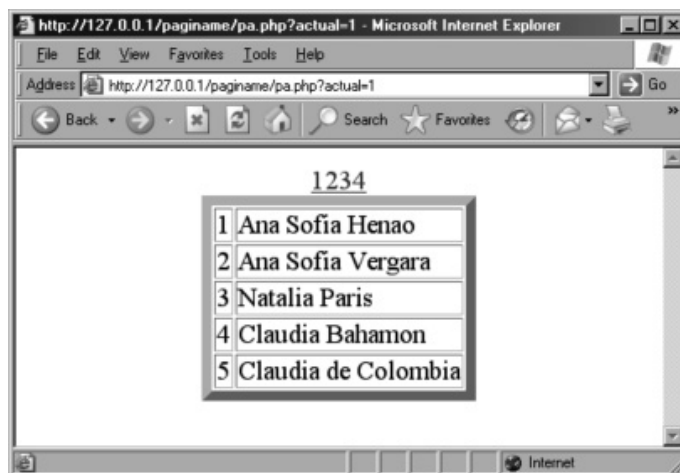 http://127.0.0.1/paginame/pa.php?actual=1 - Microsoft Internet Explorer
File Edit View Favorites Tools Help
Address http://127.0.0.1/paginame/pa.php?actual=1 Go
Back Search Favorites »
1234
1 Ana Sofía Henao
2 Ana Sofía Vergara
3 Natalia Paris
4 Claudia Bahamon
5 Claudia de Colombia
Internet